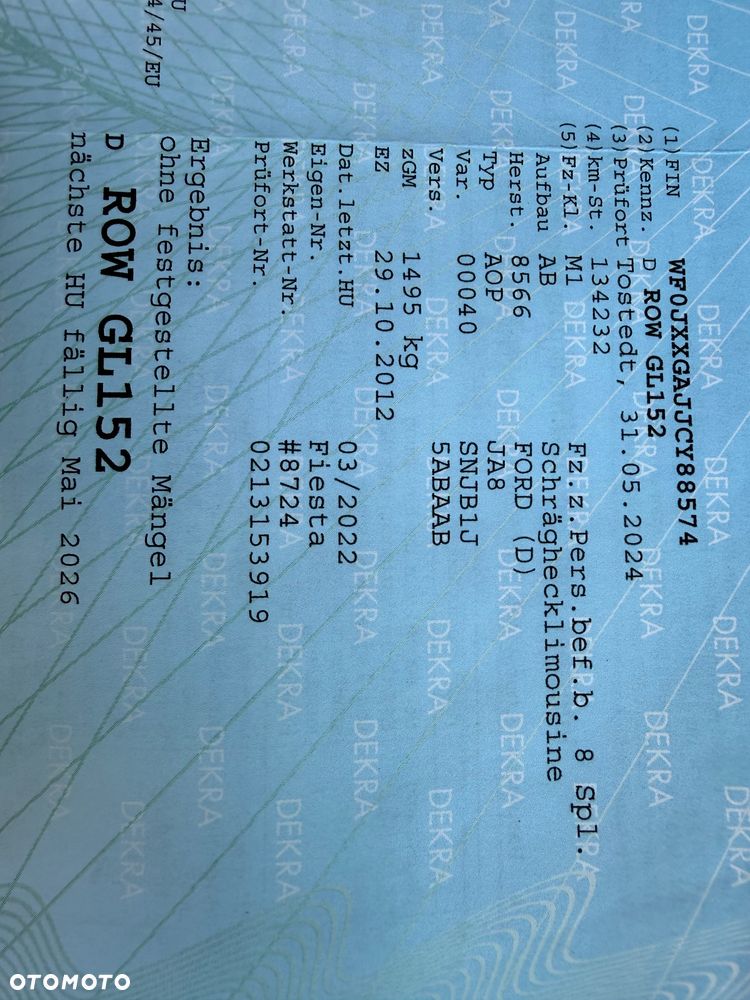 (1)FIN WF0JXXGAJJCY88574
(2)Kennz. D ROW GL152
(3)Prüfort Tostedt, 31.05.2024
(4)km-St. 134232
(5)Fz-Kl. M1 Fz.z.Pers.bef.b. 8 Spl.
Aufbau AB Schräghecklimousine
Herst. 8566 FORD (D)
Typ AOP JA8
Var. 00040 SNJB1J
Vers. 5ABAAB
zGM 1495 kg
EZ 29.10.2012
Dat.letzt.HU 03/2022
Eigen-Nr. Fiesta
Werkstatt-Nr. #8724
Prüfort-Nr. 0213153919
Ergebnis:
ohne festgestellte Mängel
D ROW GL152
nächste HU fällig Mai 2026
4/45/EU
DEKRA
OTOMOTO